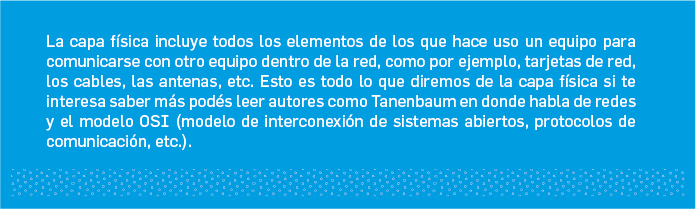 La capa física incluye todos los elementos de los que hace uso un equipo para
comunicarse con otro equipo dentro de la red, como por ejemplo, tarjetas de red,
los cables, las antenas, etc. Esto es todo lo que diremos de la capa física si te
interesa saber más podés leer autores como Tanenbaum en donde habla de redes
y el modelo OSI (modelo de interconexión de sistemas abiertos, protocolos de
comunicación, etc.).